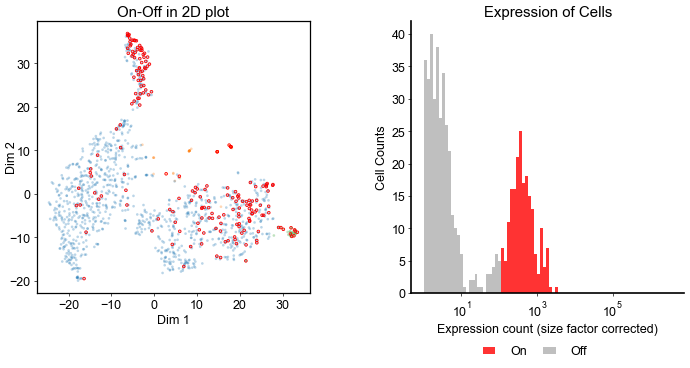 On-Off in 2D plot
Dim 2
30
20
10
0
−10
−20
−20 −10 0 10 20 30
Dim 1
Expression of Cells
Cell Counts
40
35
30
25
20
15
10
5
0
10^1 10^3 10^5
Expression count (size factor corrected)
On Off